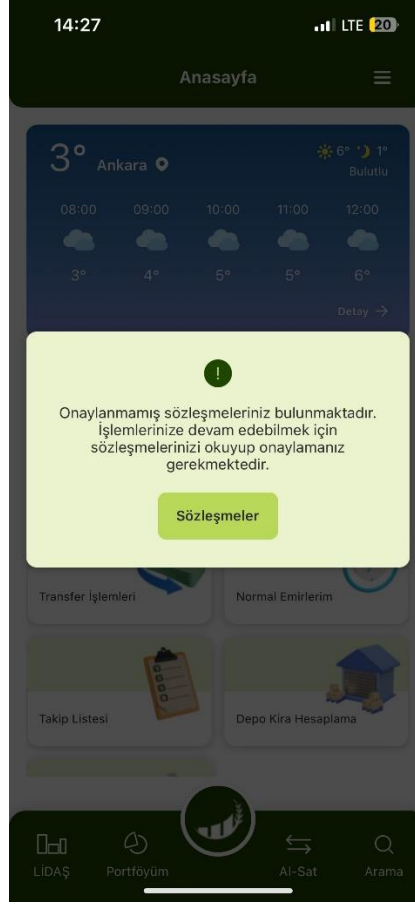 14:27
LTE 20
Anasayfa
3° Ankara
6° 1°
Bulutlu
08:00 09:00 10:00 11:00 12:00
3° 4° 5° 5° 6°
Detay →
!
Onaylanmamış sözleşmeleriniz bulunmaktadır.
İşlemlerinize devam edebilmek için
sözleşmelerinizi okuyup onaylamanız
gerekmektedir.
Sözleşmeler
Transfer İşlemleri
Normal Emirlerim
Takip Listesi
Depo Kira Hesaplama
LİDAŞ
Portföyüm
Al-Sat
Arama